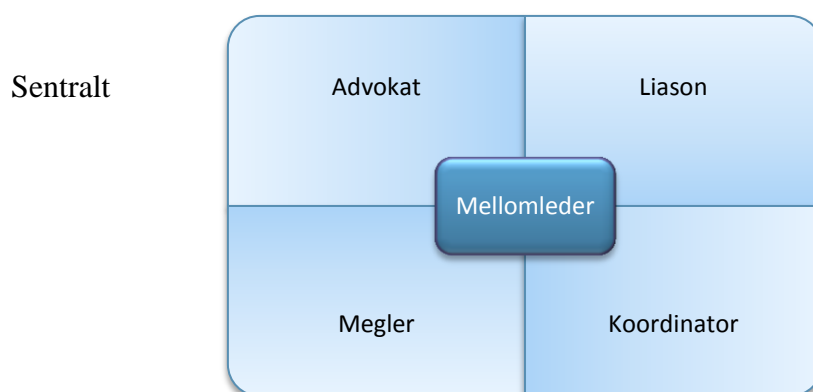 Sentralt
Advokat
Liason
Mellomleder
Megler
Koordinator